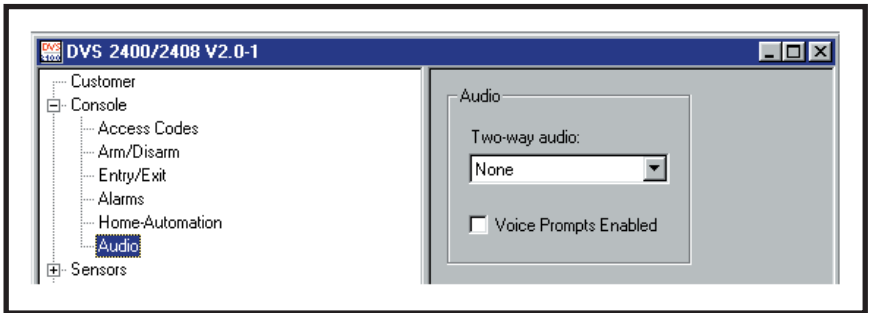 DVS 2400/2408 V2.0-1
Customer
Console
Access Codes
Arm/Disarm
Entry/Exit
Alarms
Home-Automation
Audio
Sensors
Audio
Two-way audio:
None
Voice Prompts Enabled